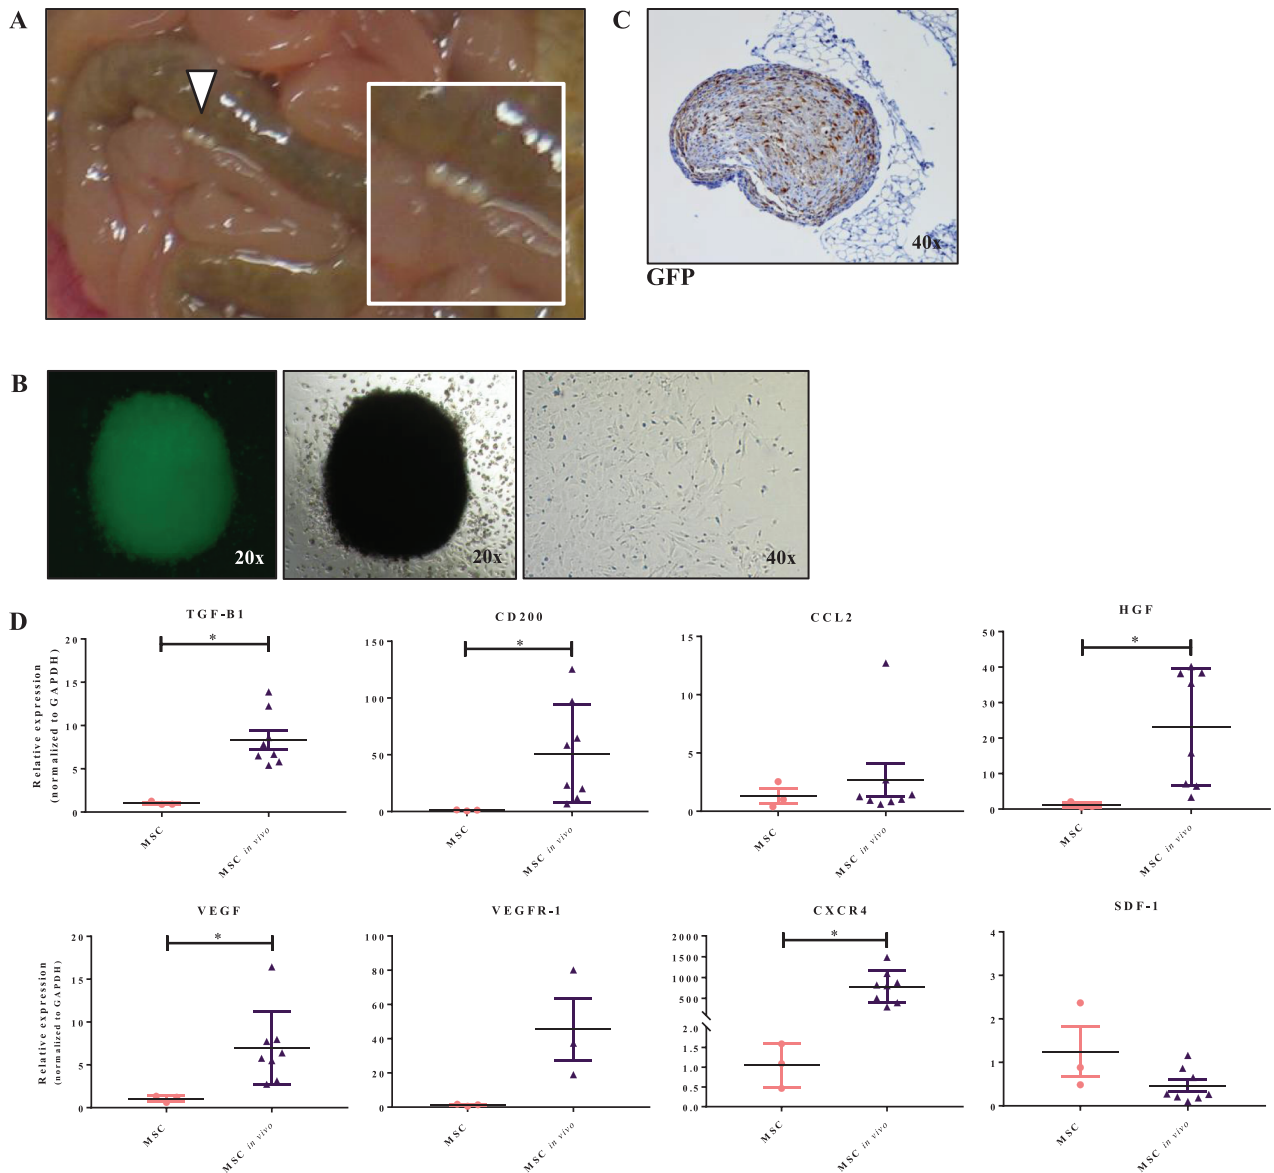 A
C
40x
GFP
B
20x
20x
40x
D
TGF-B1
Relative expression
(normalized to GAPDH)
20
15
10
5
0
*
MSC
MSC in vivo
CD200
150
100
50
0
*
MSC
MSC in vivo
CCL2
15
10
5
0
MSC
MSC in vivo
HGF
50
40
30
20
10
0
*
MSC
MSC in vivo
VEGF
Relative expression
(normalized to GAPDH)
20
15
10
5
0
*
MSC
MSC in vivo
VEGFR-1
100
80
60
40
20
0
MSC
MSC in vivo
CXCR4
2000
1500
1000
500
2.0
1.5
1.0
0.5
0.0
*
MSC
MSC in vivo
SDF-1
4
3
2
1
0
MSC
MSC in vivo